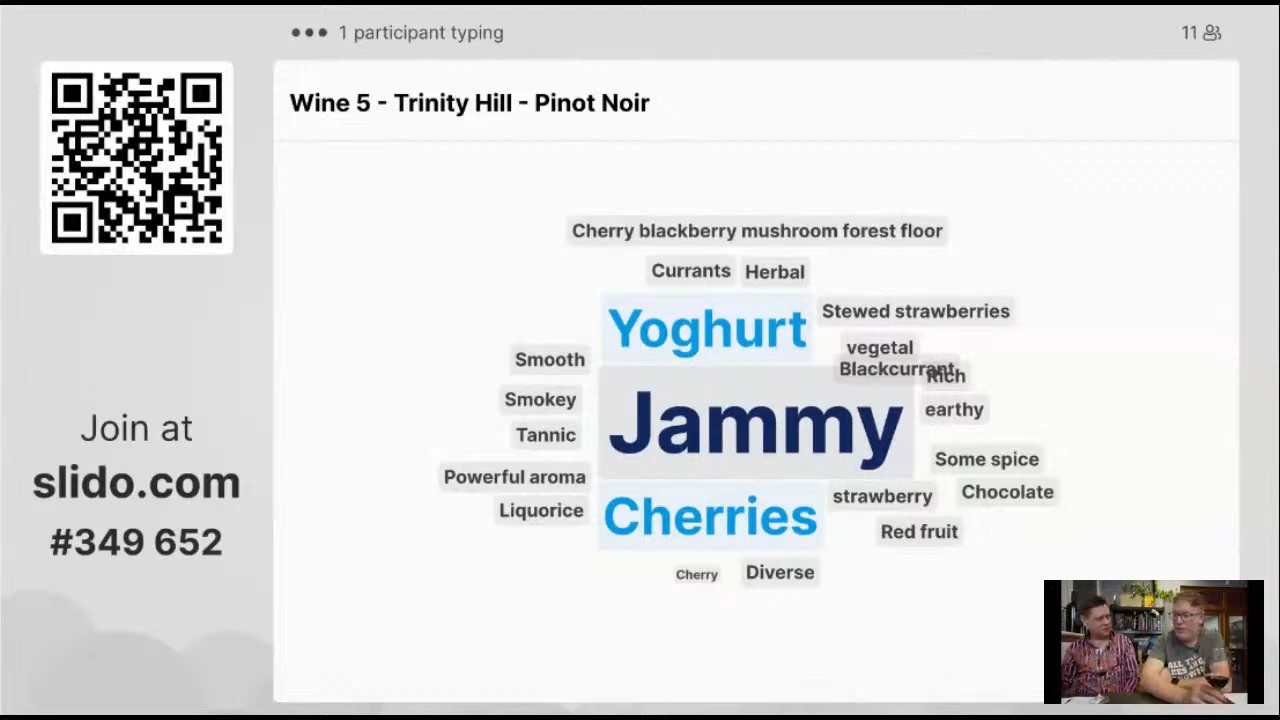 1 participant typing
11
Wine 5 - Trinity Hill - Pinot Noir
Cherry blackberry mushroom forest floor
Currants
Herbal
Yoghurt
Stewed strawberries
vegetal
Smooth
Blackcurrant
Rich
Smokey
Jammy
earthy
Tannic
Some spice
Powerful aroma
strawberry
Chocolate
Liquorice
Cherries
Red fruit
Cherry
Diverse
Join at
slido.com
#349 652